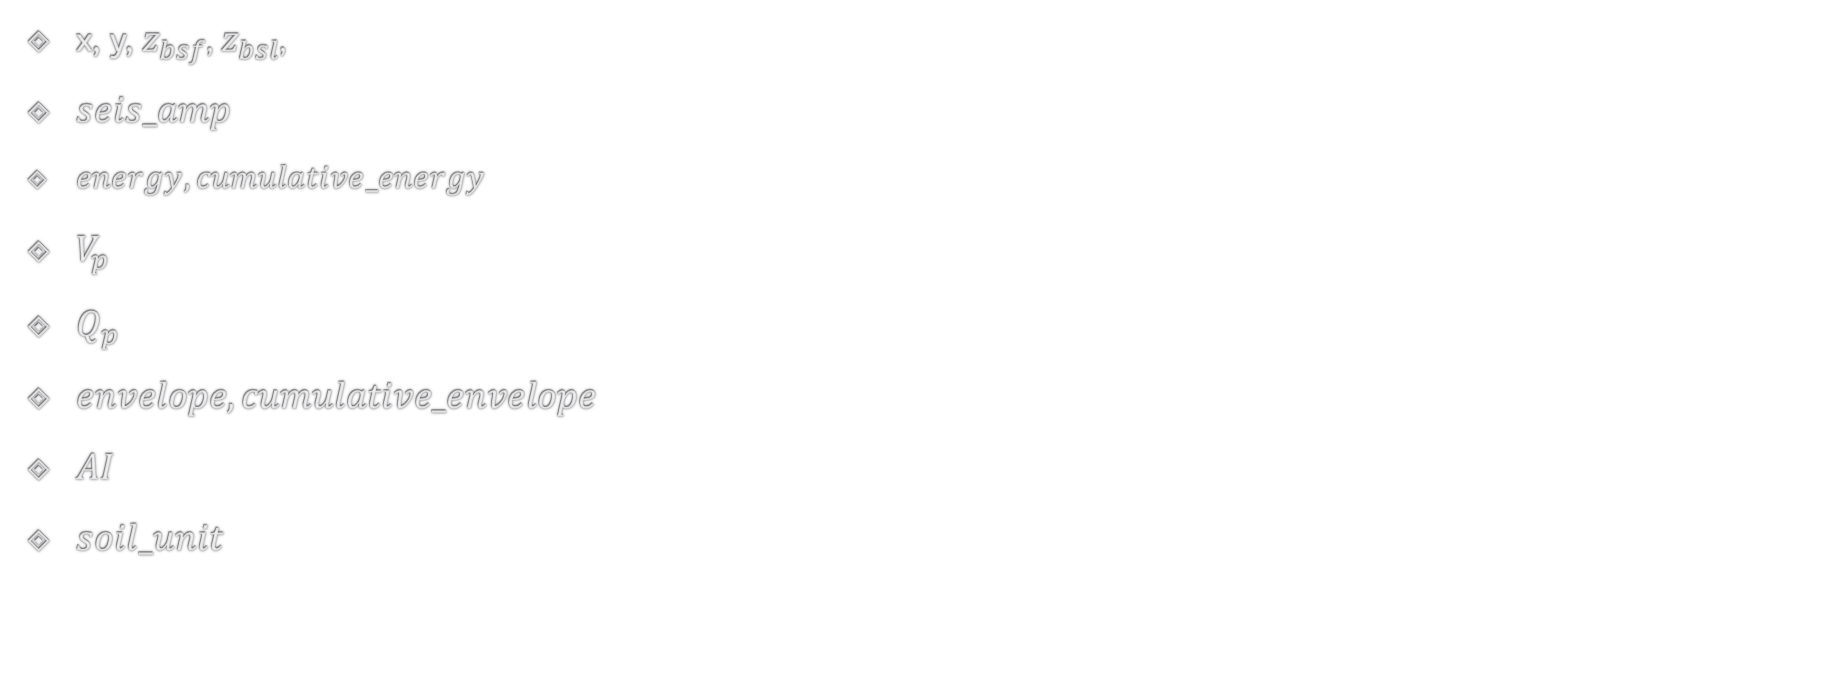 x, y, z_bsf, z_bsl,
seis_amp
energy, cumulative_energy
V_p
Q_p
envelope, cumulative_envelope
AI
soil_unit